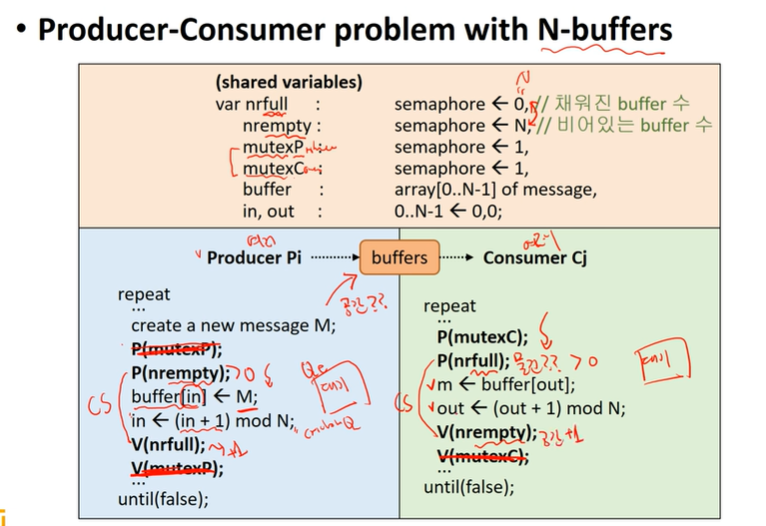 • Producer-Consumer problem with N-buffers
(shared variables)
N
var nrfull : semaphore ← 0, // 채워진 buffer 수
nrempty : semaphore ← N; // 비어있는 buffer 수
mutexP : semaphore ← 1,
mutexC : semaphore ← 1,
buffer : array[0..N-1] of message,
in, out : 0..N-1 ← 0,0;
Producer Pi
buffers
Consumer Cj
공간??
repeat
...
create a new message M;
P(mutexP);
P(nrempty); >0
buffer[in] ← M;
in ← (in + 1) mod N;
V(nrfull); +1
V(mutexP);
...
until(false);
CS
대기
repeat
...
P(mutexC);
P(nrfull); 물건?? >0
m ← buffer[out];
out ← (out + 1) mod N;
V(nrempty); 공간+1
V(mutexC);
...
until(false);
CS
대기